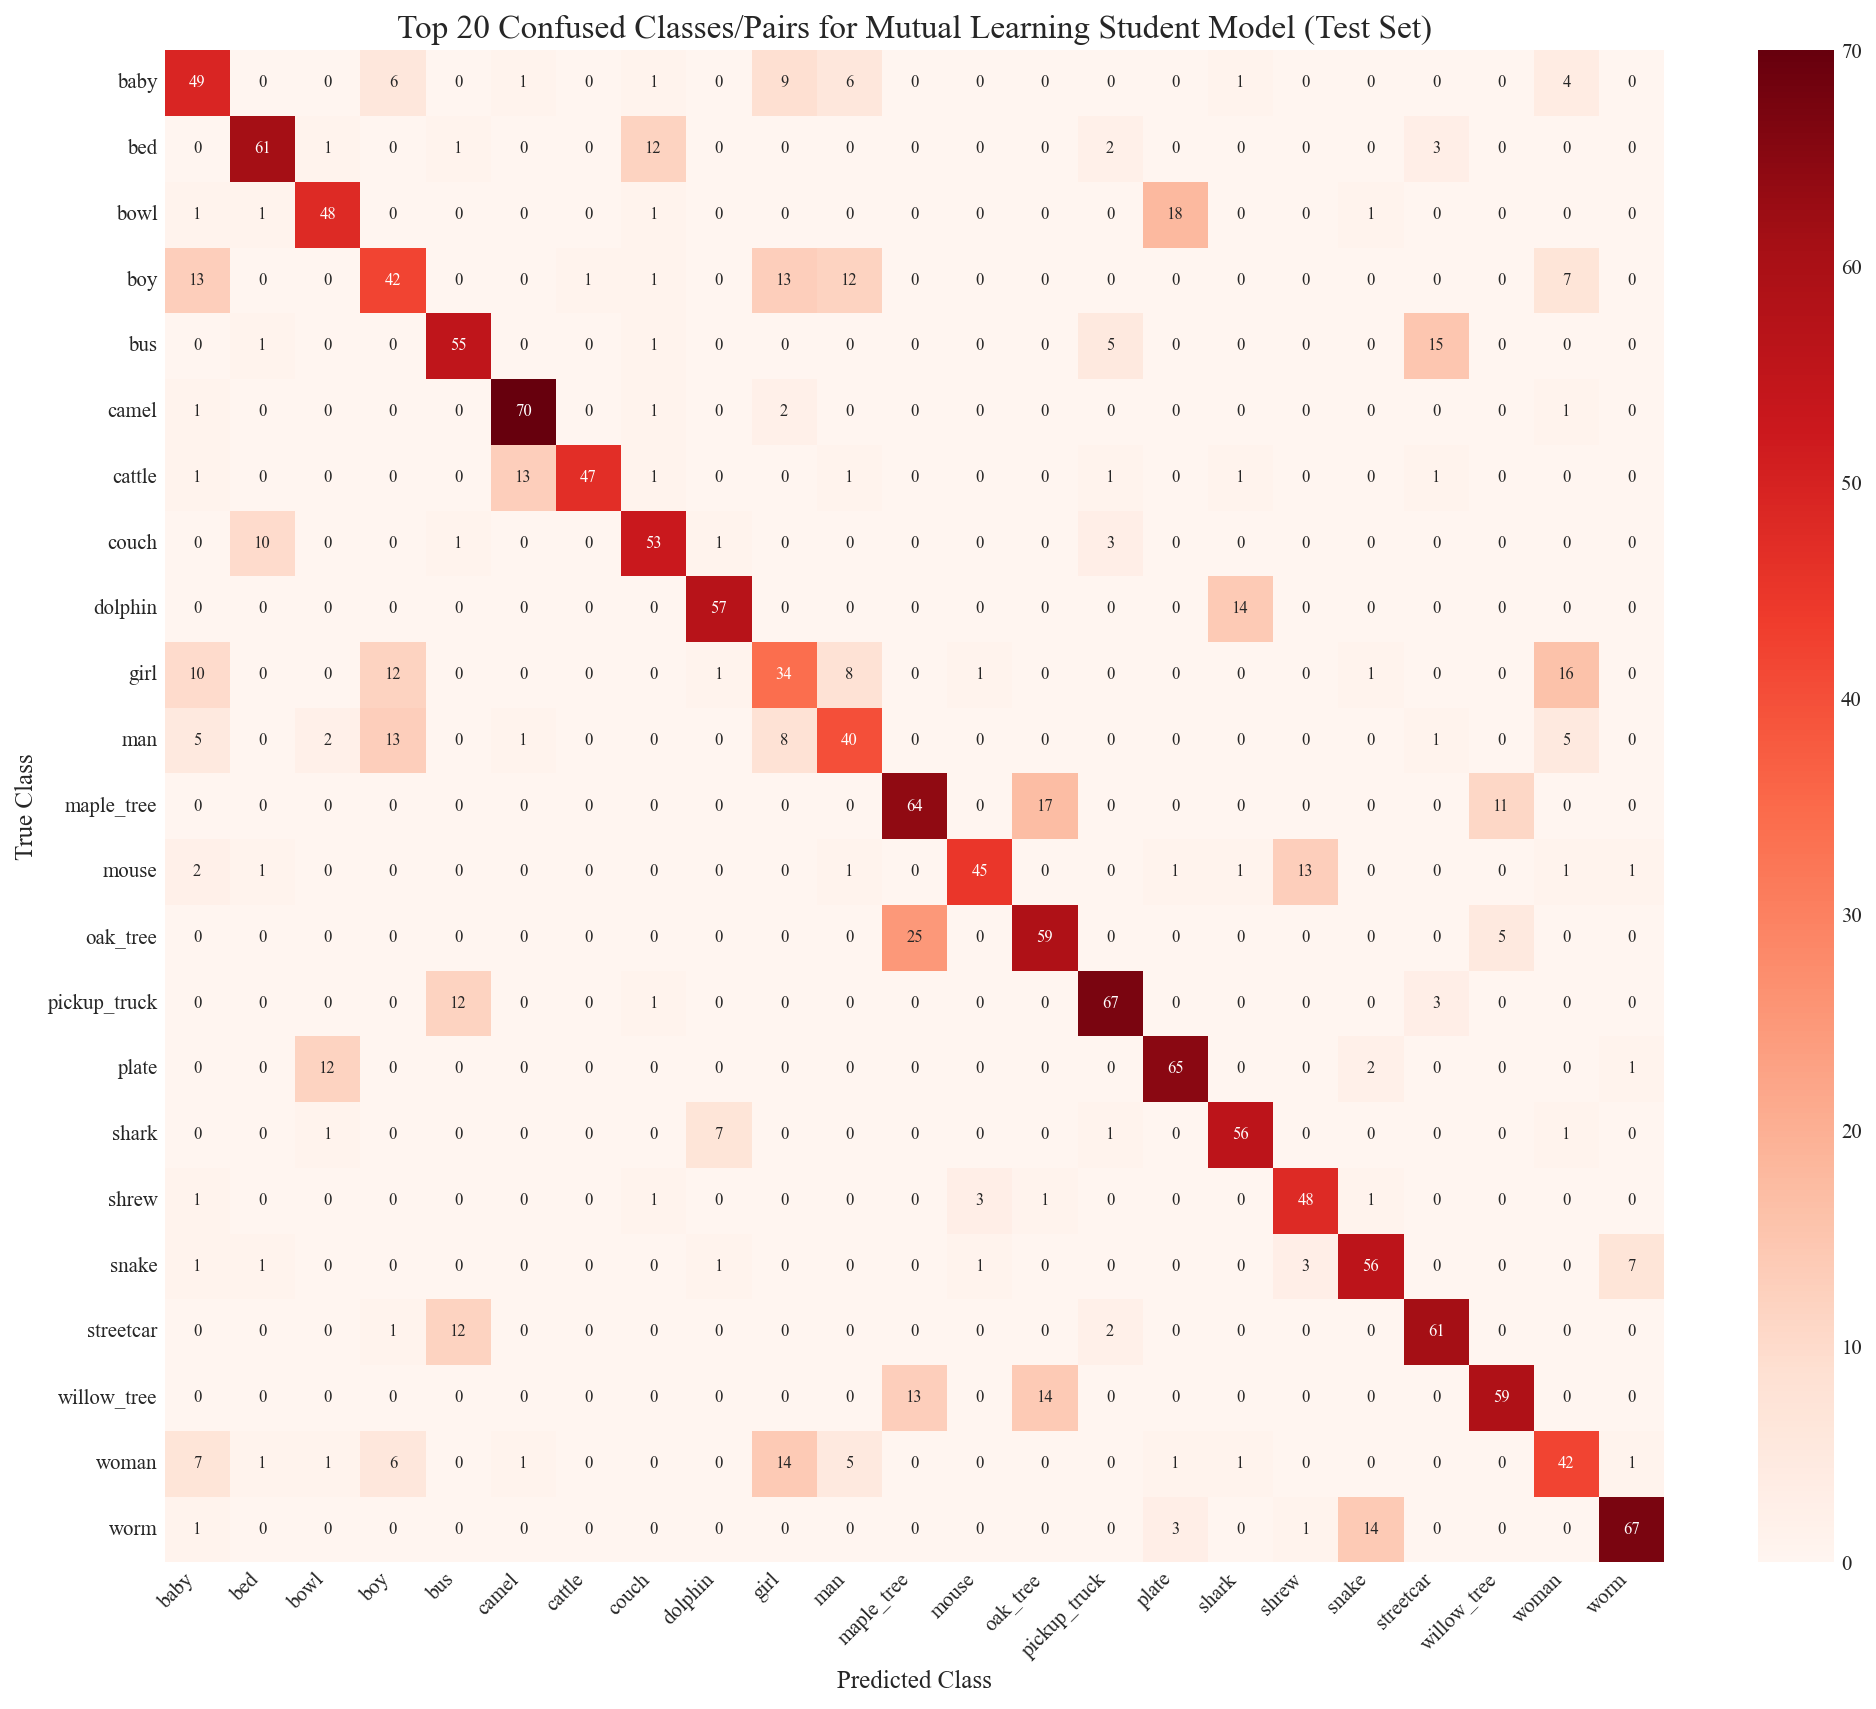 Top 20 Confused Classes/Pairs for Mutual Learning Student Model (Test Set)
baby 49 0 0 6 0 1 0 1 0 9 6 0 0 0 0 0 1 0 0 0 0 4 0
bed 0 61 1 0 1 0 0 12 0 0 0 0 0 0 2 0 0 0 0 3 0 0 0
bowl 1 1 48 0 0 0 0 1 0 0 0 0 0 0 0 18 0 0 1 0 0 0 0
boy 13 0 0 42 0 0 1 1 0 13 12 0 0 0 0 0 0 0 0 0 0 7 0
bus 0 1 0 0 55 0 0 1 0 0 0 0 0 0 5 0 0 0 0 15 0 0 0
camel 1 0 0 0 0 70 0 1 0 2 0 0 0 0 0 0 0 0 0 0 0 1 0
cattle 1 0 0 0 0 13 47 1 0 0 1 0 0 0 1 0 1 0 0 1 0 0 0
couch 0 10 0 0 1 0 0 53 1 0 0 0 0 0 3 0 0 0 0 0 0 0 0
dolphin 0 0 0 0 0 0 0 0 57 0 0 0 0 0 0 0 14 0 0 0 0 0 0
girl 10 0 0 12 0 0 0 0 1 34 8 0 1 0 0 0 0 0 1 0 0 16 0
man 5 0 2 13 0 1 0 0 0 8 40 0 0 0 0 0 0 0 0 1 0 5 0
maple_tree 0 0 0 0 0 0 0 0 0 0 0 64 0 17 0 0 0 0 0 0 11 0 0
mouse 2 1 0 0 0 0 0 0 0 0 1 0 45 0 0 1 1 13 0 0 0 1 1
oak_tree 0 0 0 0 0 0 0 0 0 0 0 25 0 59 0 0 0 0 0 0 5 0 0
pickup_truck 0 0 0 0 12 0 0 1 0 0 0 0 0 0 67 0 0 0 0 3 0 0 0
plate 0 0 12 0 0 0 0 0 0 0 0 0 0 0 0 65 0 0 2 0 0 0 1
shark 0 0 1 0 0 0 0 0 7 0 0 0 0 0 1 0 56 0 0 0 0 1 0
shrew 1 0 0 0 0 0 0 1 0 0 0 0 3 1 0 0 0 48 1 0 0 0 0
snake 1 1 0 0 0 0 0 0 1 0 0 0 1 0 0 0 0 3 56 0 0 0 7
streetcar 0 0 0 1 12 0 0 0 0 0 0 0 0 0 2 0 0 0 0 61 0 0 0
willow_tree 0 0 0 0 0 0 0 0 0 0 0 13 0 14 0 0 0 0 0 0 59 0 0
woman 7 1 1 6 0 1 0 0 0 14 5 0 0 0 0 1 1 0 0 0 0 42 1
worm 1 0 0 0 0 0 0 0 0 0 0 0 0 0 0 3 0 1 14 0 0 0 67
baby bed bowl boy bus camel cattle couch dolphin girl man maple_tree mouse oak_tree pickup_truck plate shark shrew snake streetcar willow_tree woman worm
Predicted Class
True Class
70
60
50
40
30
20
10
0